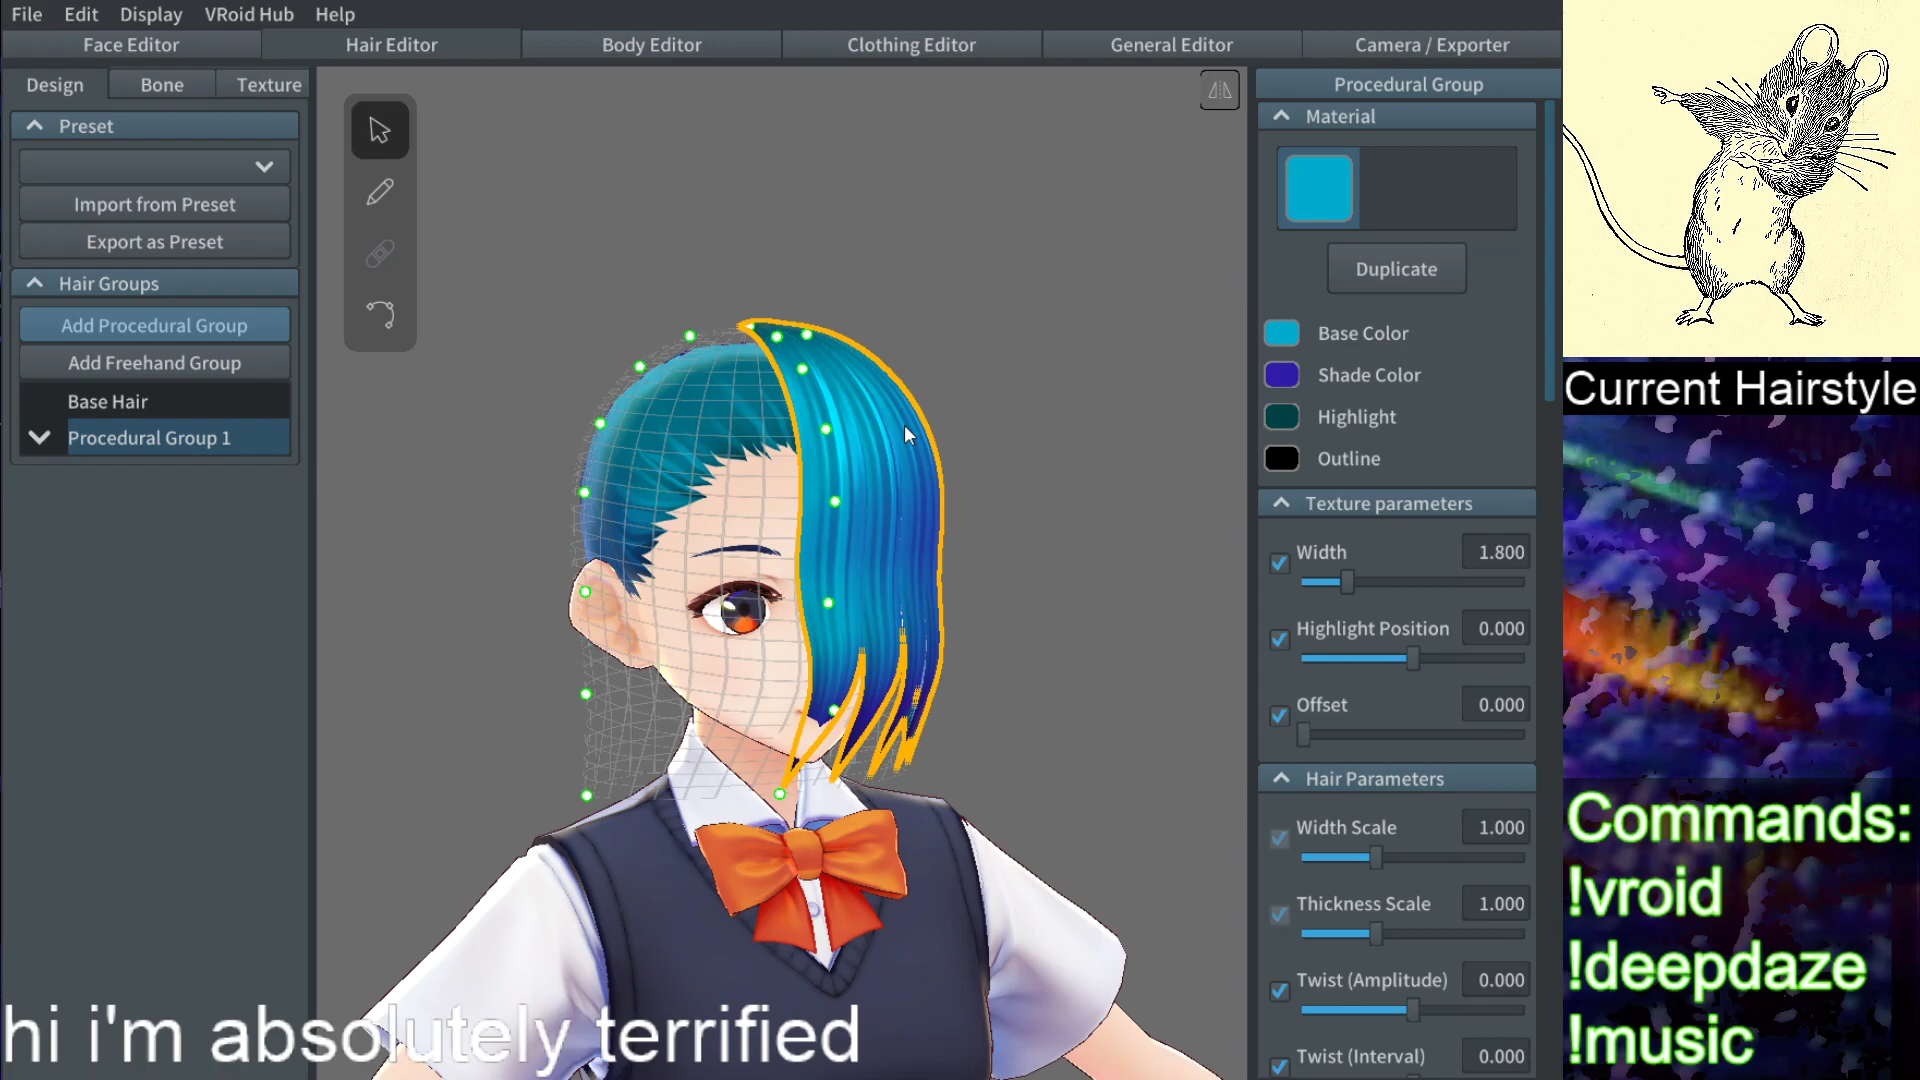 File Edit Display VRoid Hub Help
Face Editor Hair Editor Body Editor Clothing Editor General Editor Camera / Exporter
Design Bone Texture
Preset
Import from Preset
Export as Preset
Hair Groups
Add Procedural Group
Add Freehand Group
Base Hair
Procedural Group 1
Procedural Group
Material
Duplicate
Base Color
Shade Color
Highlight
Outline
Texture parameters
Width 1.800
Highlight Position 0.000
Offset 0.000
Hair Parameters
Width Scale 1.000
Thickness Scale 1.000
Twist (Amplitude) 0.000
Twist (Interval) 0.000
Current Hairstyle
Commands:
!vroid
!deepdaze
!music
hi i'm absolutely terrified